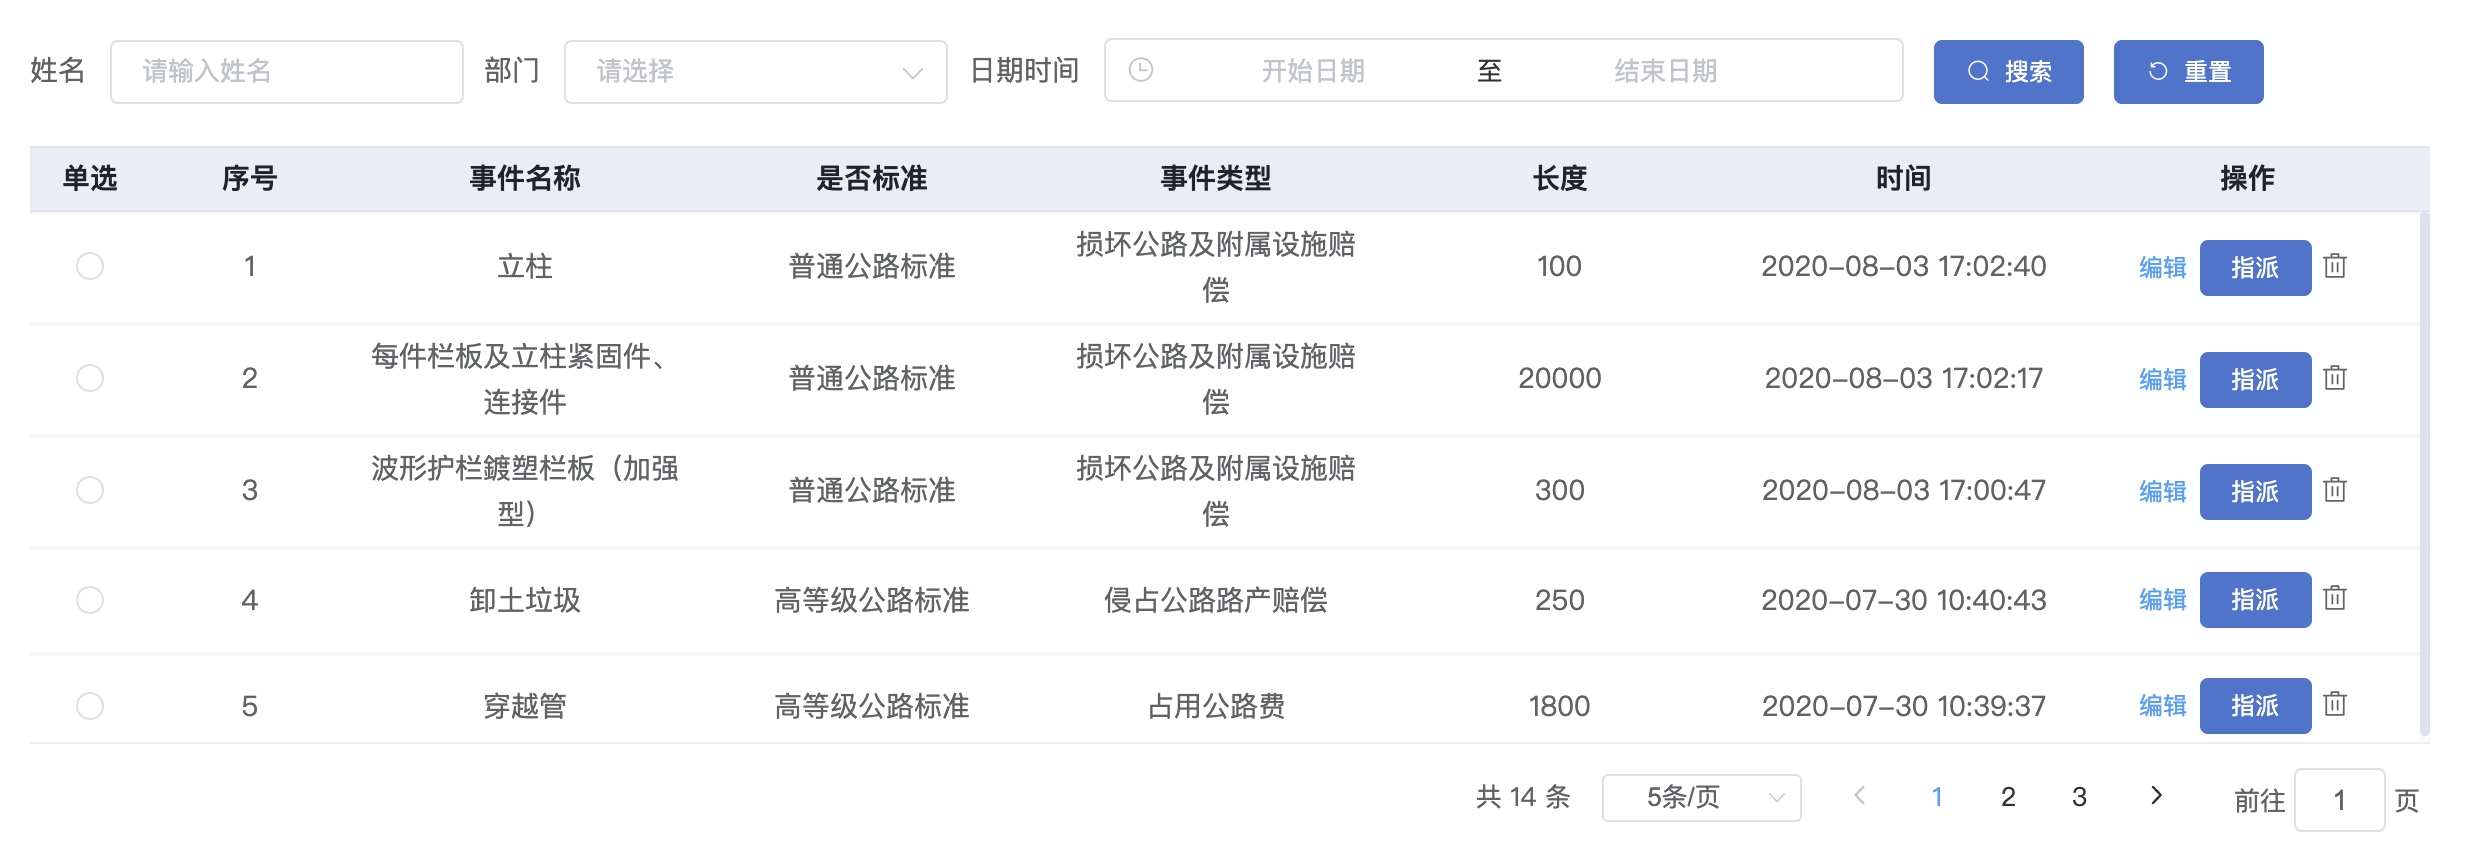 姓名 请输入姓名 部门 请选择 日期时间 开始日期 至 结束日期 搜索 重置
单选 序号 事件名称 是否标准 事件类型 长度 时间 操作
1 立柱 普通公路标准 损坏公路及附属设施赔
偿 100 2020-08-03 17:02:40 编辑 指派
2 每件栏板及立柱紧固件、
连接件 普通公路标准 损坏公路及附属设施赔
偿 20000 2020-08-03 17:02:17 编辑 指派
3 波形护栏鍍塑栏板（加强
型） 普通公路标准 损坏公路及附属设施赔
偿 300 2020-08-03 17:00:47 编辑 指派
4 卸土垃圾 高等级公路标准 侵占公路路产赔偿 250 2020-07-30 10:40:43 编辑 指派
5 穿越管 高等级公路标准 占用公路费 1800 2020-07-30 10:39:37 编辑 指派
共 14 条 5条/页 1 2 3 前往 1 页